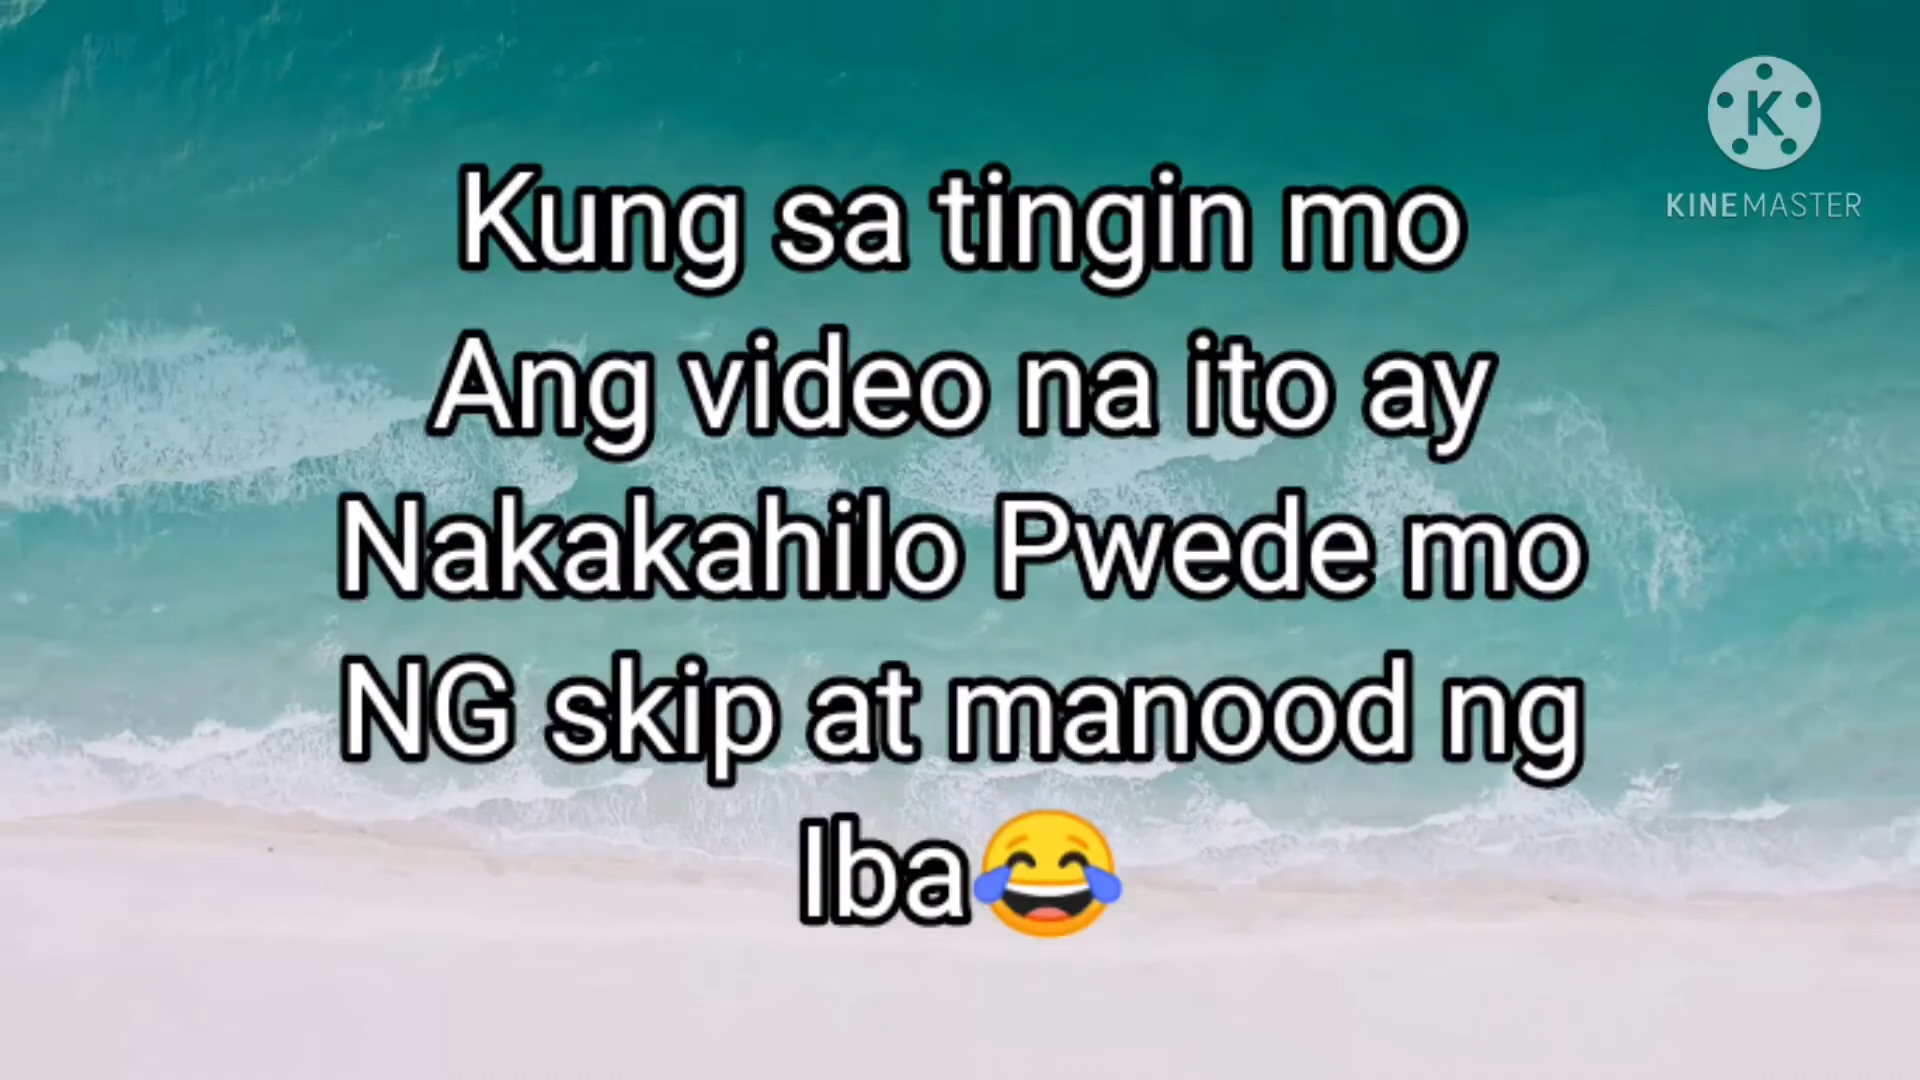 Kung sa tingin mo
Ang video na ito ay
Nakakahilo Pwede mo
NG skip at manood ng
Iba😂
K
KINEMASTER